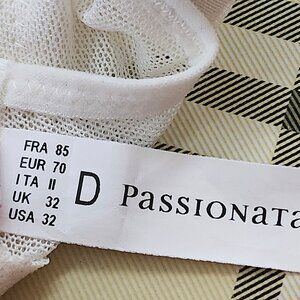 FRA 85
EUR 70
ITA II
UK 32
USA 32
D
PASSIONATA